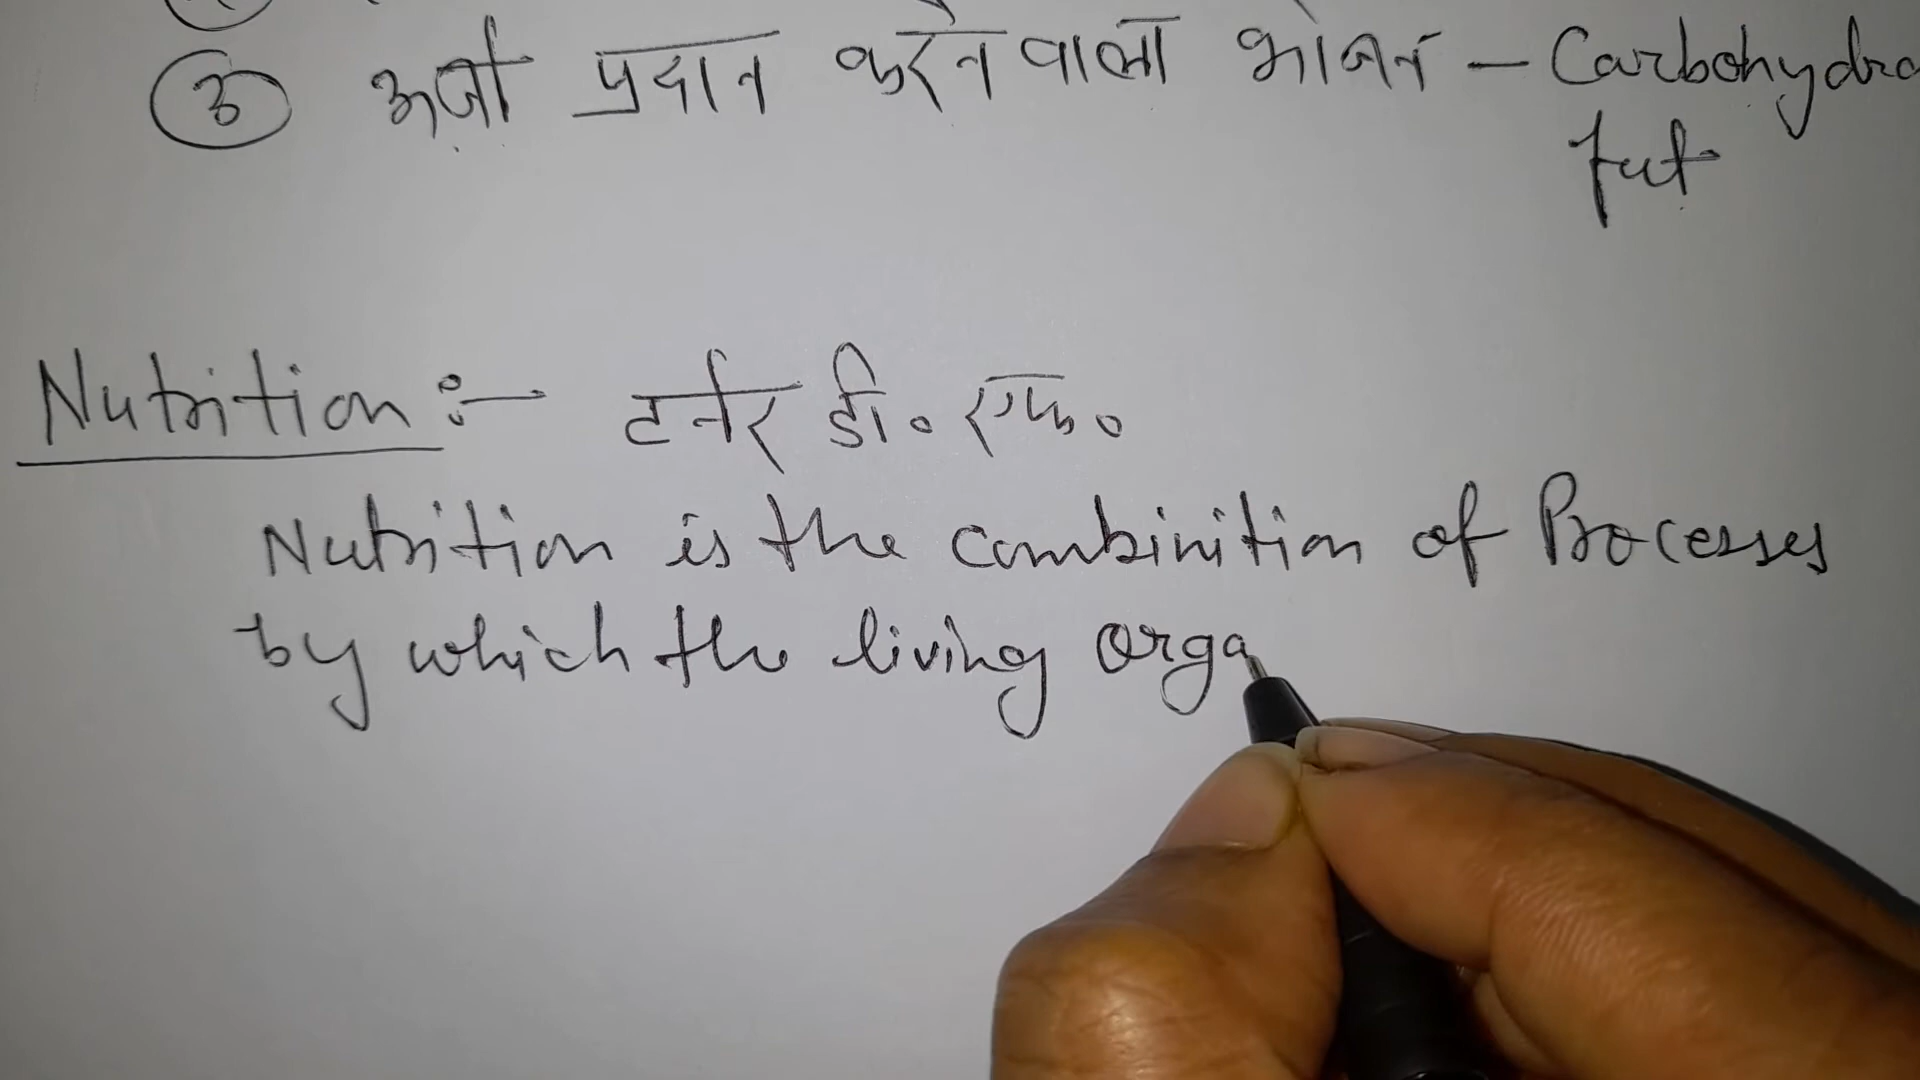 ③ ऊर्जा प्रदान करने वाला भोजन – Carbohydra
fat
Nutrition :- टर्नर डी० एफ०
Nutrition is the combinition of Processes
by which the living orga